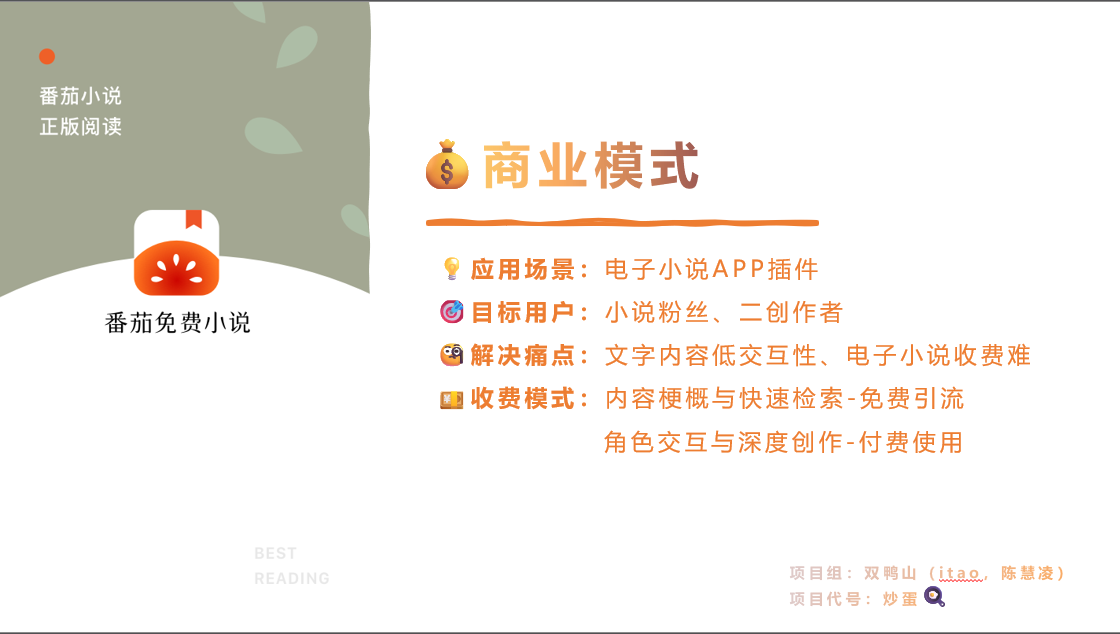 番茄小说
正版阅读
番茄免费小说
商业模式
应用场景：电子小说APP插件
目标用户：小说粉丝、二创作者
解决痛点：文字内容低交互性、电子小说收费难
收费模式：内容梗概与快速检索-免费引流
角色交互与深度创作-付费使用
BEST
READING
项目组：双鸭山（itao，陈慧凌）
项目代号：炒蛋